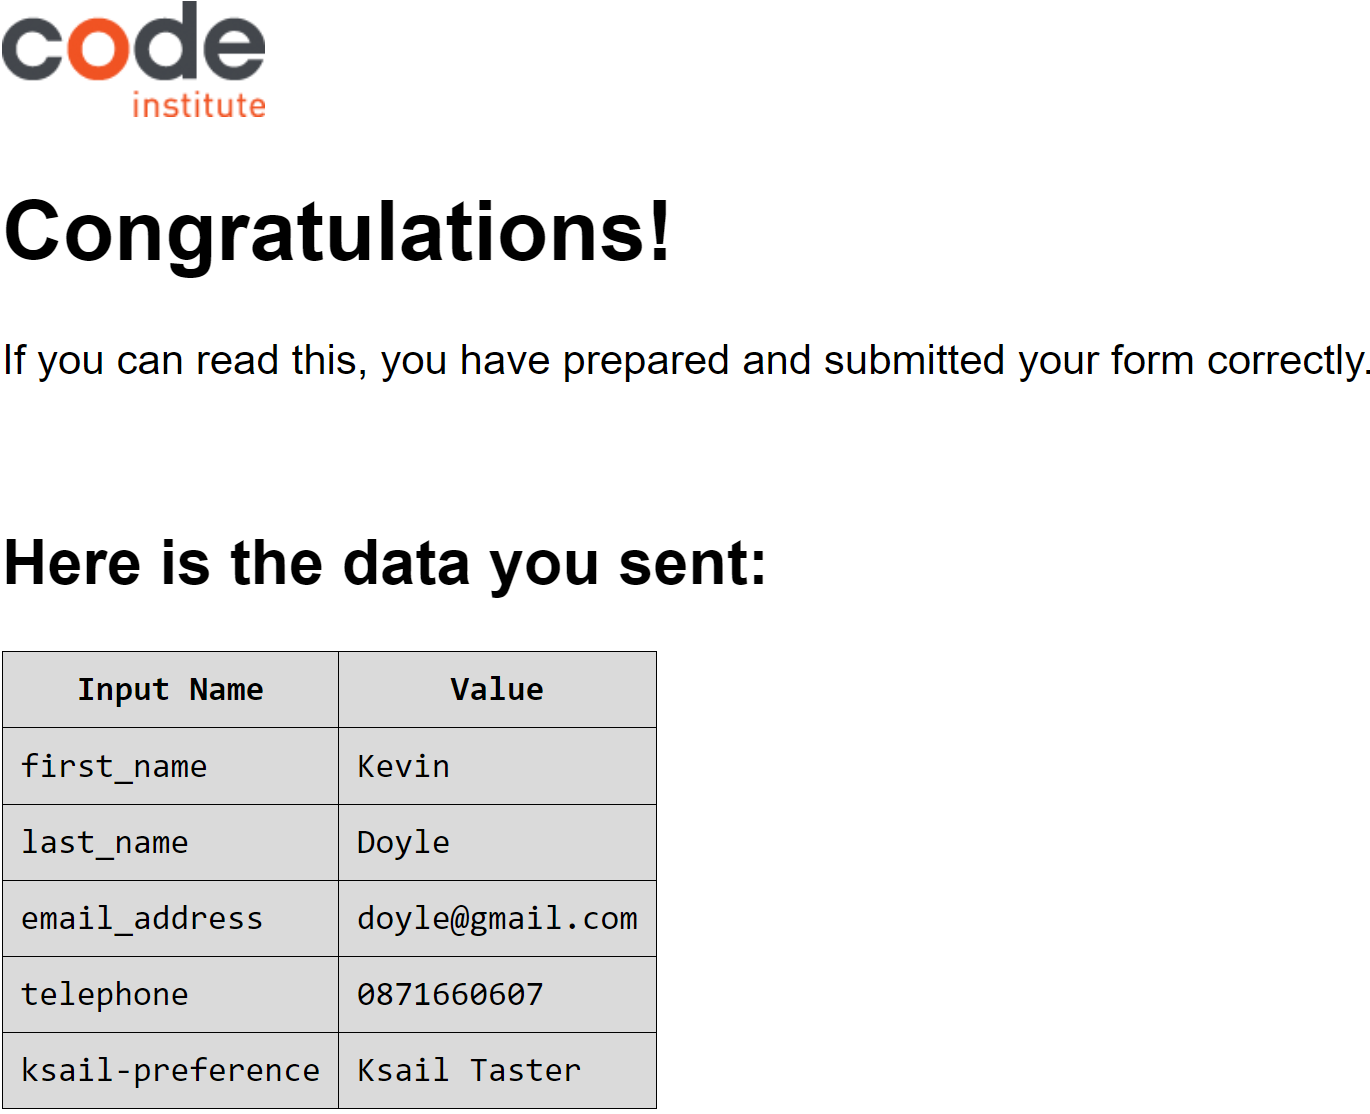 code
institute
Congratulations!
If you can read this, you have prepared and submitted your form correctly.
Here is the data you sent:
Input Name Value
first_name Kevin
last_name Doyle
email_address doyle@gmail.com
telephone 0871660607
ksail-preference Ksail Taster